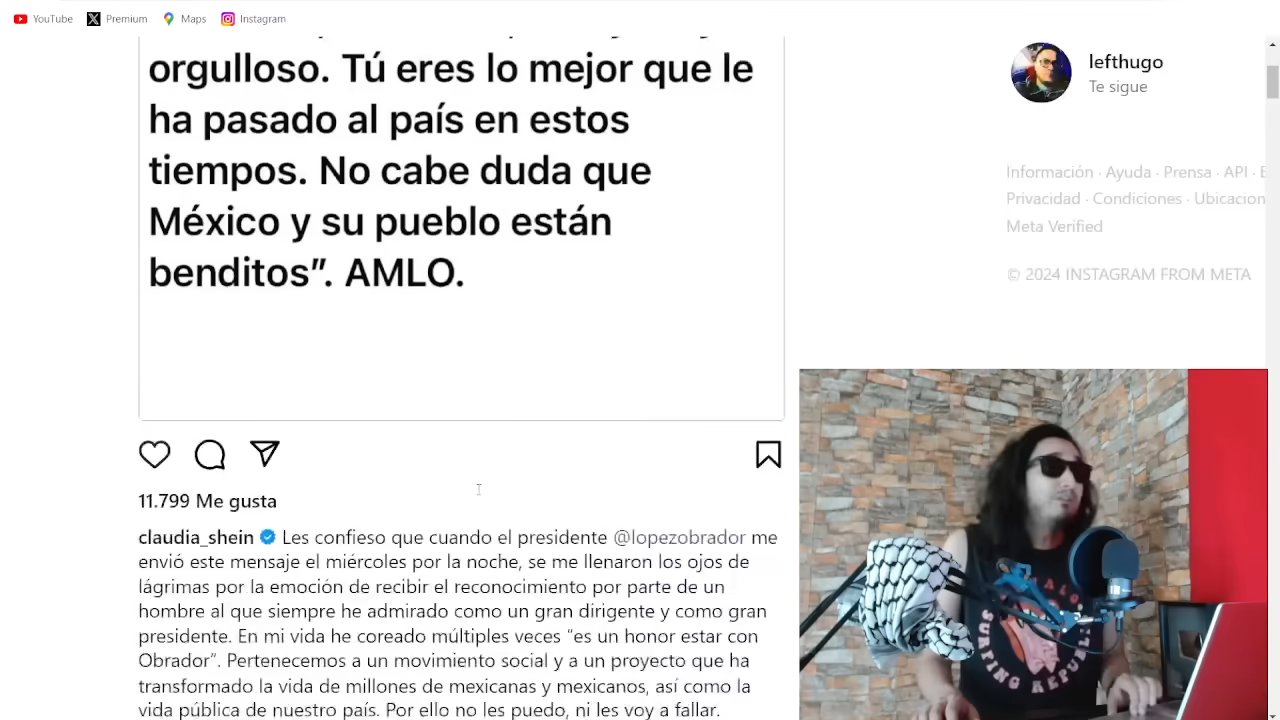 YouTube Premium Maps Instagram
orgulloso. Tú eres lo mejor que le
ha pasado al país en estos
tiempos. No cabe duda que
México y su pueblo están
benditos”. AMLO.
11.799 Me gusta
claudia_shein Les confieso que cuando el presidente @lopezobrador me
envió este mensaje el miércoles por la noche, se me llenaron los ojos de
lágrimas por la emoción de recibir el reconocimiento por parte de un
hombre al que siempre he admirado como un gran dirigente y como gran
presidente. En mi vida he coreado múltiples veces “es un honor estar con
Obrador”. Pertenecemos a un movimiento social y a un proyecto que ha
transformado la vida de millones de mexicanas y mexicanos, así como la
vida pública de nuestro país. Por ello no les puedo, ni les voy a fallar.
lefthugo
Te sigue
Información · Ayuda · Prensa · API ·
Privacidad · Condiciones · Ubicacion
Meta Verified
© 2024 INSTAGRAM FROM META
SURFING REPUBL